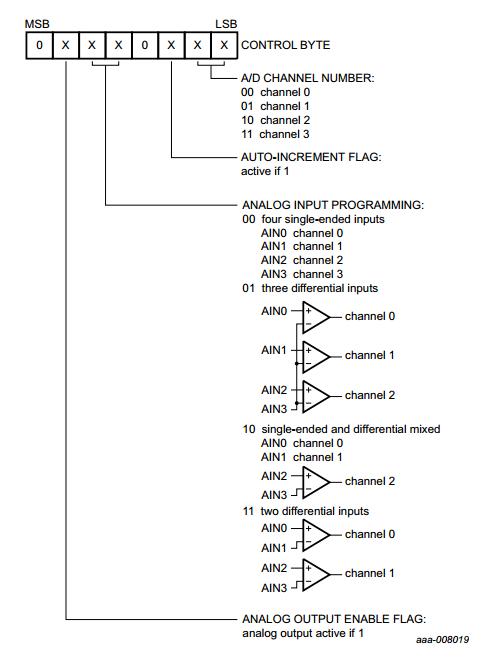 MSB LSB
0 X X X 0 X X X CONTROL BYTE
A/D CHANNEL NUMBER:
00 channel 0
01 channel 1
10 channel 2
11 channel 3
AUTO-INCREMENT FLAG:
active if 1
ANALOG INPUT PROGRAMMING:
00 four single-ended inputs
AIN0 channel 0
AIN1 channel 1
AIN2 channel 2
AIN3 channel 3
01 three differential inputs
AIN0 + − channel 0
AIN1 + − channel 1
AIN2 + − channel 2
AIN3
10 single-ended and differential mixed
AIN0 channel 0
AIN1 channel 1
AIN2 + − channel 2
AIN3
11 two differential inputs
AIN0 + − channel 0
AIN1
AIN2 + − channel 1
AIN3
ANALOG OUTPUT ENABLE FLAG:
analog output active if 1
aaa-008019